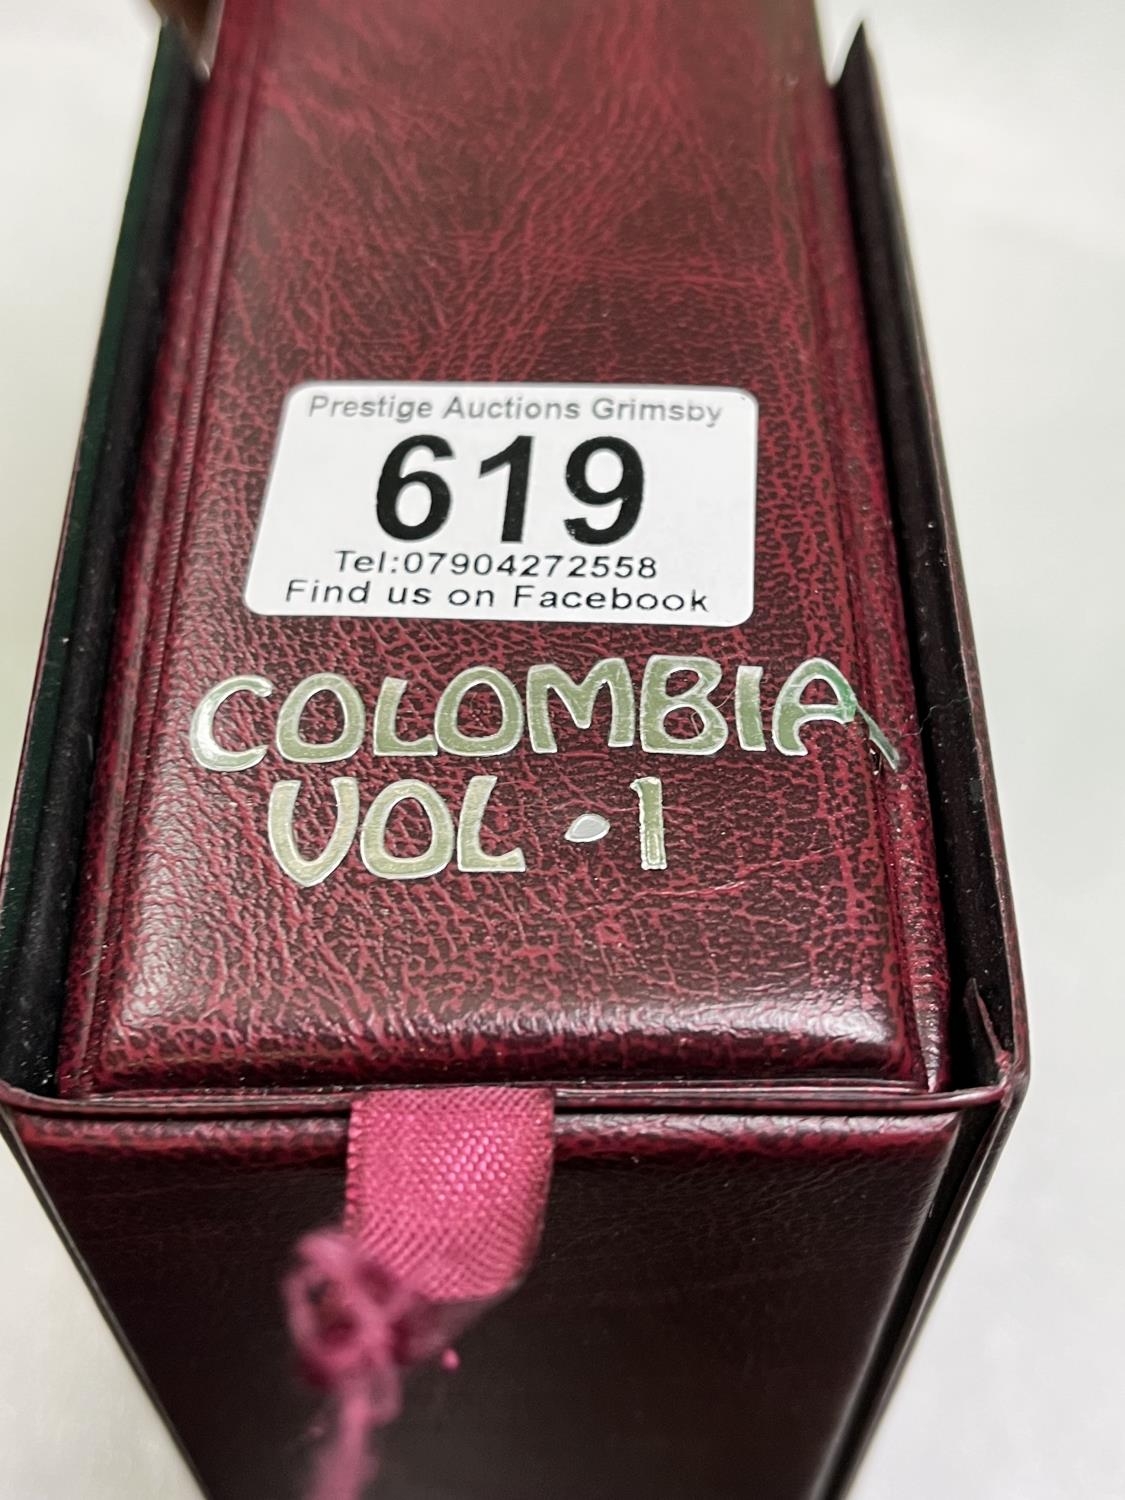 Prestige Auctions Grimsby
619
Tel:07904272558
Find us on Facebook
COLOMBIA
VOL · 1